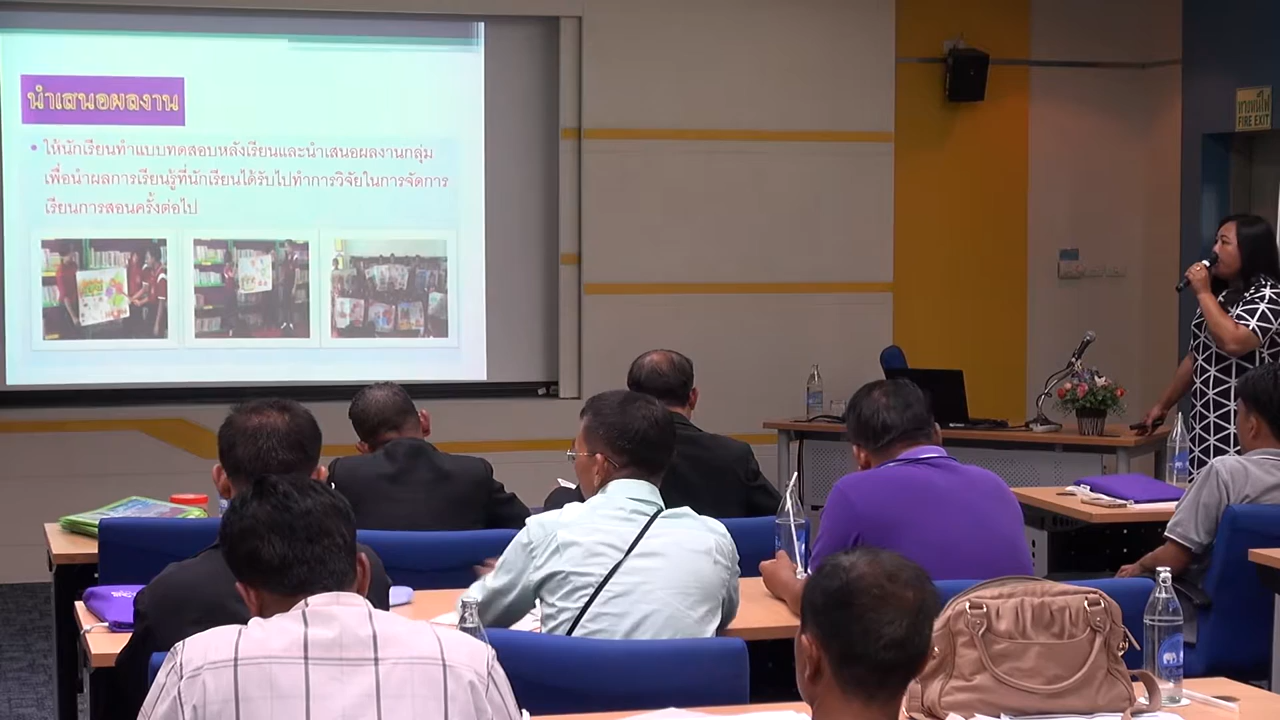 นำเสนอผลงาน
• ให้นักเรียนทำแบบทดสอบหลังเรียนและนำเสนอผลงานกลุ่ม
เพื่อนำผลการเรียนรู้ที่นักเรียนได้รับไปทำการวิจัยในการจัดการ
เรียนการสอนครั้งต่อไป
ทางหนีไฟ
FIRE EXIT